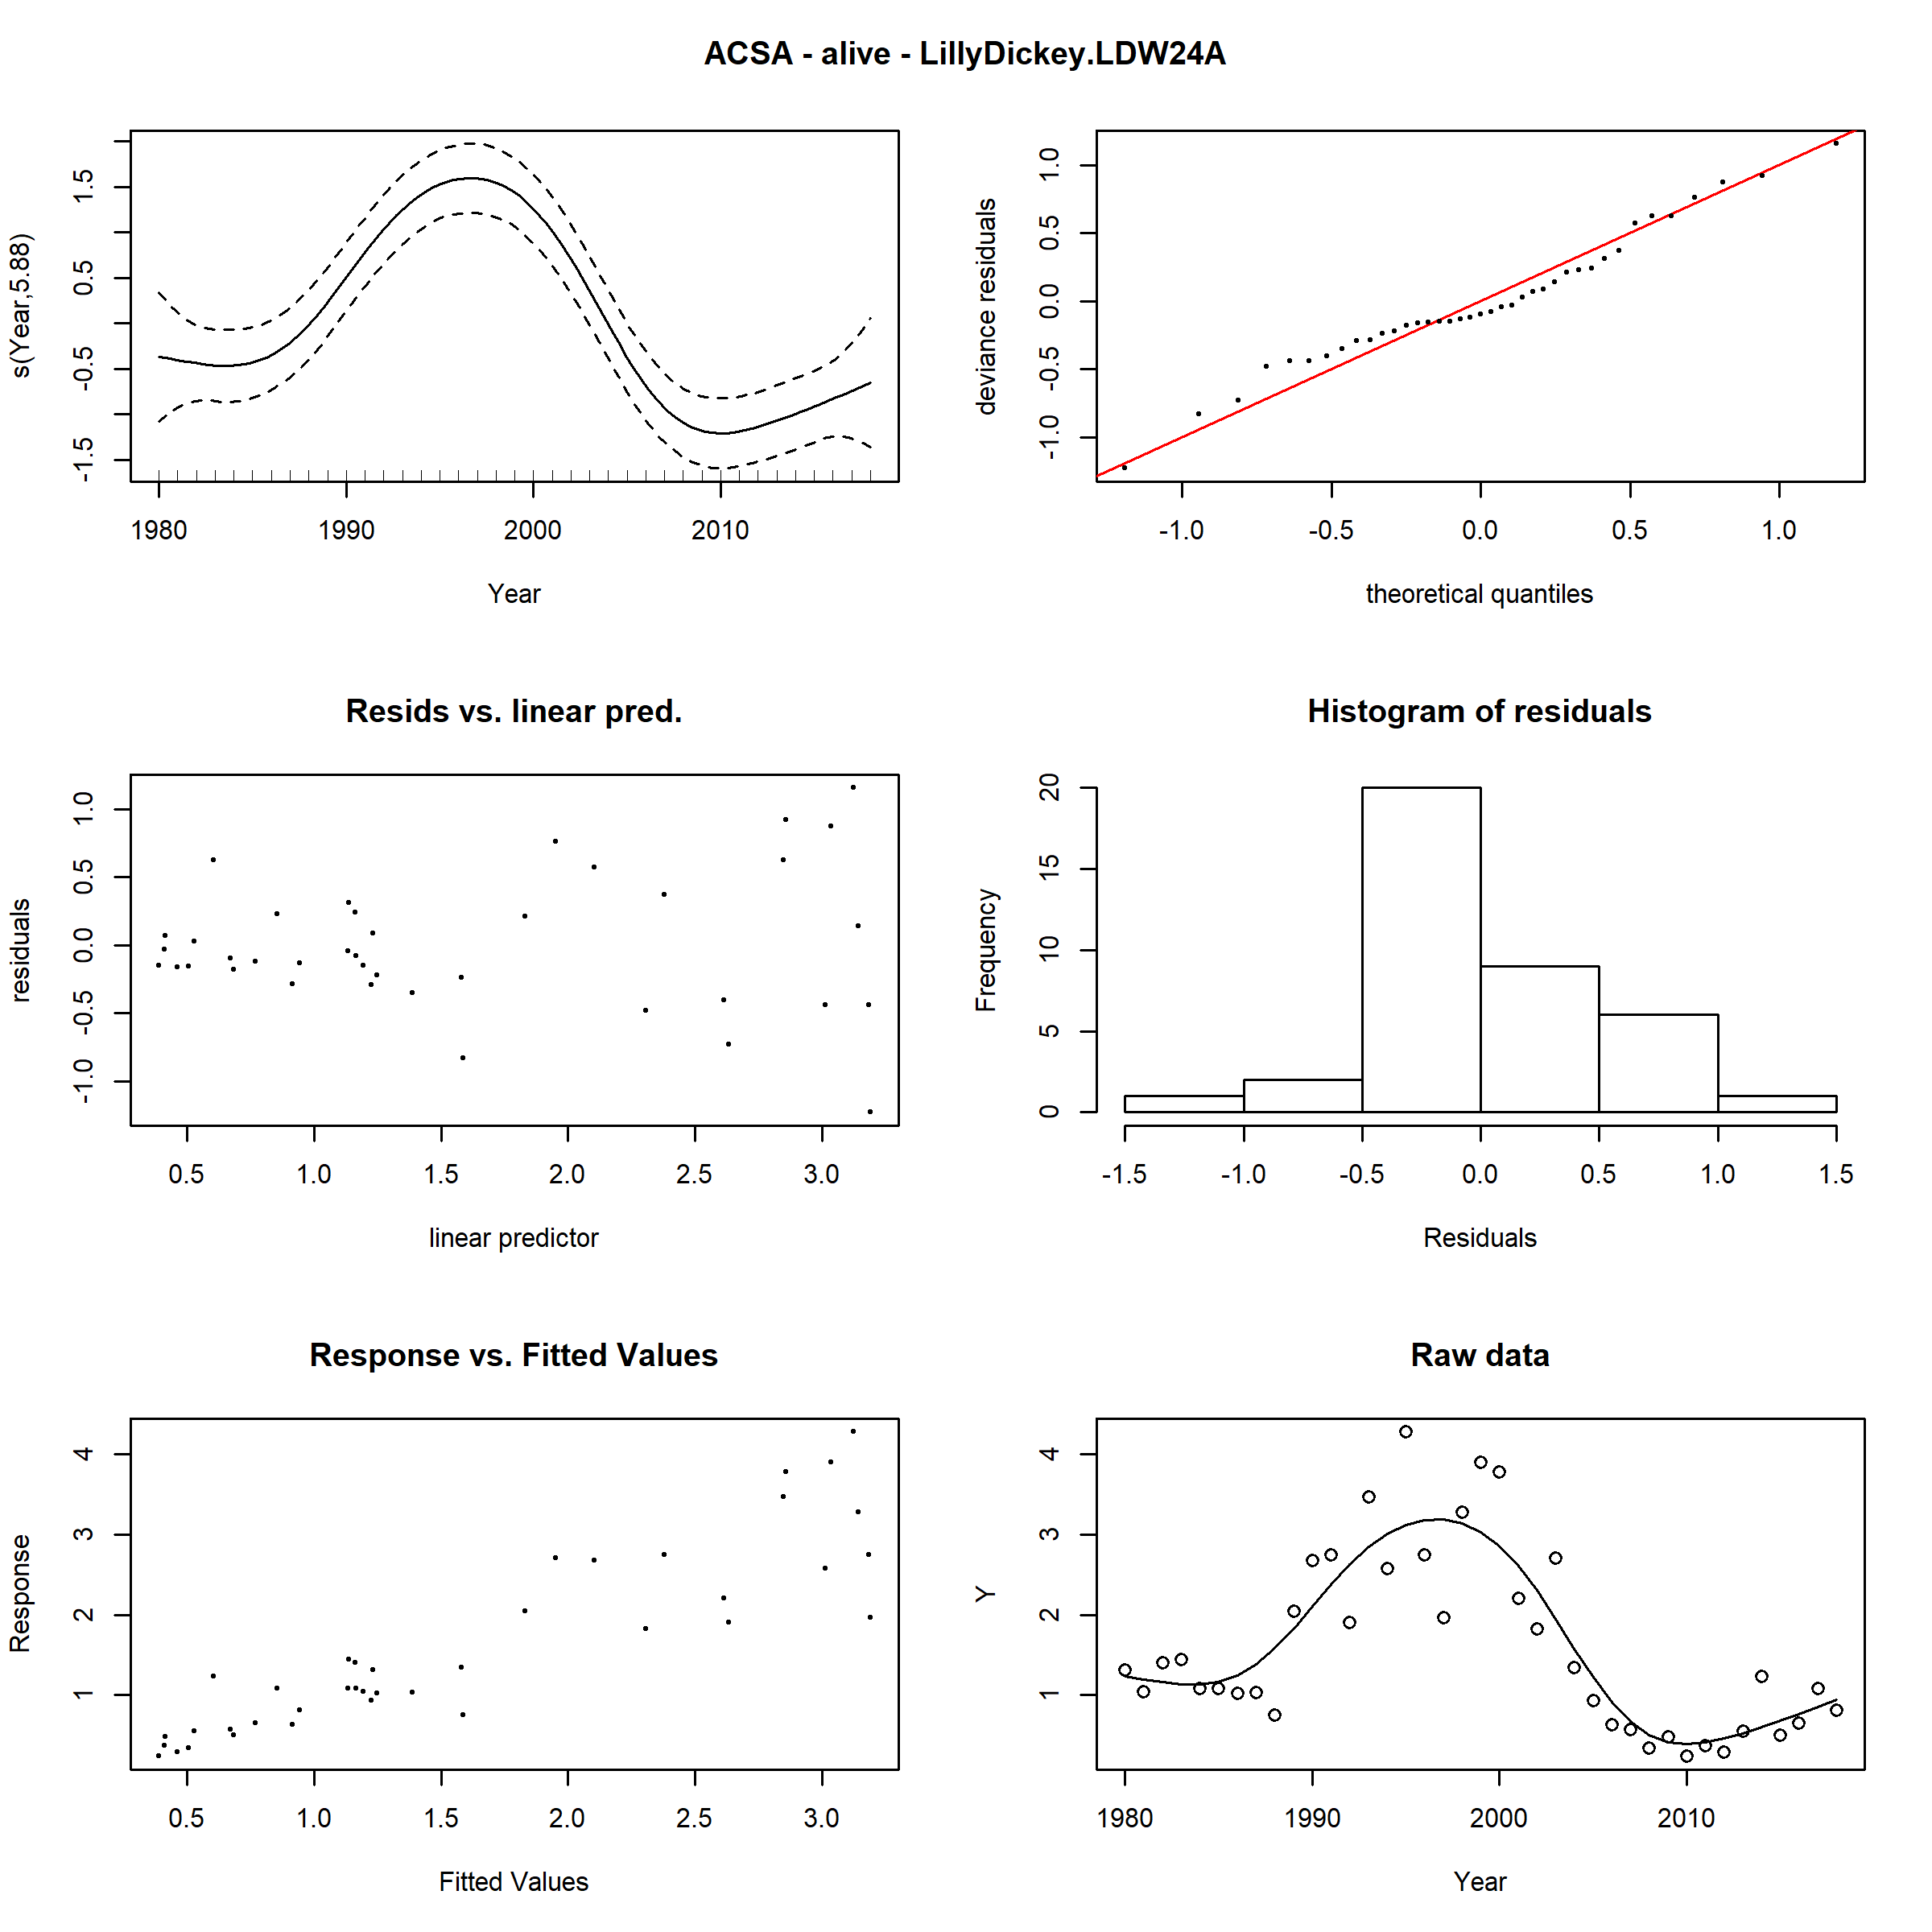 ACSA - alive - LillyDickey.LDW24A
s(Year,5.88)
-1.5 -0.5 0.5 1.5
1980 1990 2000 2010
Year
deviance residuals
-1.0 -0.5 0.0 0.5 1.0
-1.0 -0.5 0.0 0.5 1.0
theoretical quantiles
Resids vs. linear pred.
residuals
-1.0 -0.5 0.0 0.5 1.0
0.5 1.0 1.5 2.0 2.5 3.0
linear predictor
Histogram of residuals
Frequency
0 5 10 15 20
-1.5 -1.0 -0.5 0.0 0.5 1.0 1.5
Residuals
Response vs. Fitted Values
Response
1 2 3 4
0.5 1.0 1.5 2.0 2.5 3.0
Fitted Values
Raw data
Y
1 2 3 4
1980 1990 2000 2010
Year